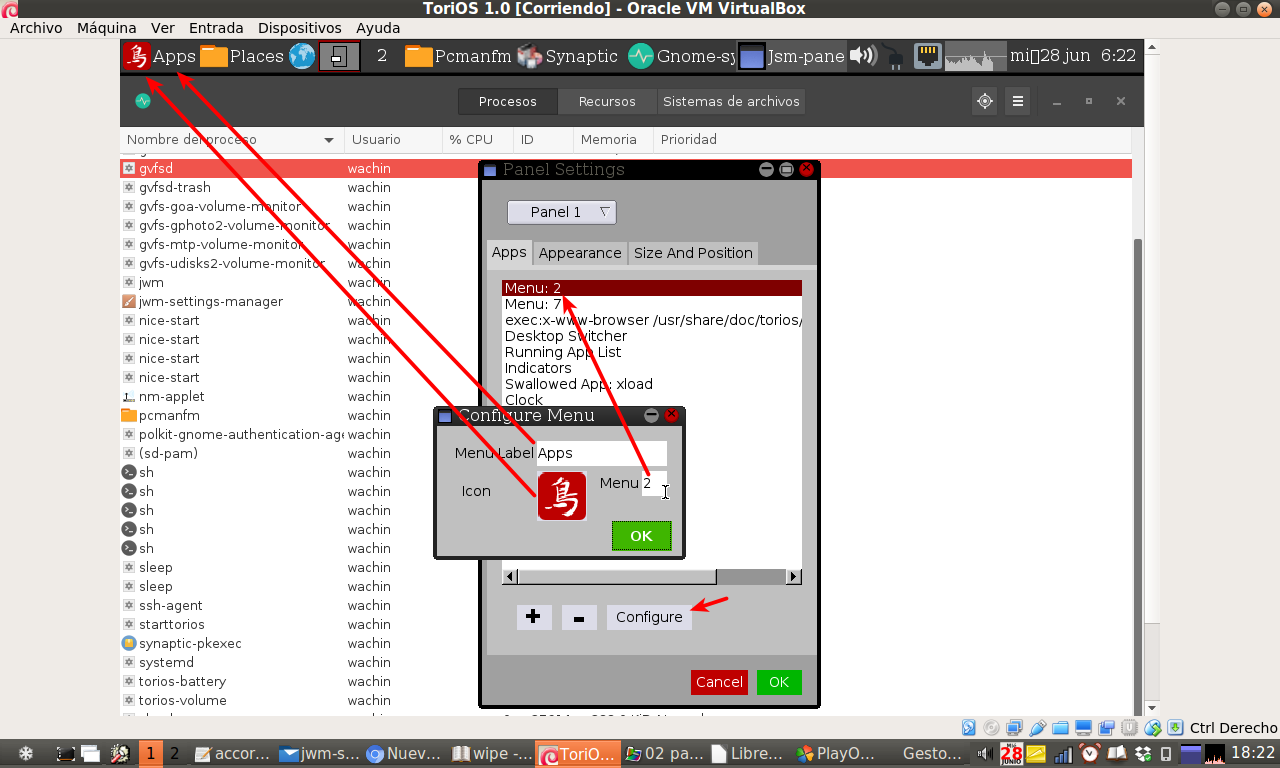 ToriOS 1.0 [Corriendo] - Oracle VM VirtualBox
Archivo Máquina Ver Entrada Dispositivos Ayuda
鳥 Apps Places 2 Pcmanfm Synaptic Gnome-sy Jsm-pane mi 28 jun 6:22
Procesos Recursos Sistemas de archivos
Nombre del proceso Usuario % CPU ID Memoria Prioridad
gvfsd wachin
gvfsd-trash wachin
gvfs-goa-volume-monitor wachin
gvfs-gphoto2-volume-monitor wachin
gvfs-mtp-volume-monitor wachin
gvfs-udisks2-volume-monitor wachin
jwm wachin
jwm-settings-manager wachin
nice-start wachin
nice-start wachin
nice-start wachin
nice-start wachin
nm-applet wachin
pcmanfm wachin
polkit-gnome-authentication-age wachin
(sd-pam) wachin
sh wachin
sh wachin
sh wachin
sh wachin
sh wachin
sleep wachin
sleep wachin
ssh-agent wachin
starttorios wachin
synaptic-pkexec wachin
systemd wachin
torios-battery wachin
torios-volume wachin
Panel Settings
Panel 1
Apps Appearance Size And Position
Menu: 2
Menu: 7
exec:x-www-browser /usr/share/doc/torios/
Desktop Switcher
Running App List
Indicators
Swallowed App: xload
Clock
Configure Menu
Menu Label Apps
Icon 鳥 Menu 2
OK
+ - Configure
Cancel OK
Ctrl Derecho
1 2 accor... jwm-s... Nuev... wipe -... ToriO... 02 pa... Libre... PlayO... Gesto... 28 JUNIO 18:22